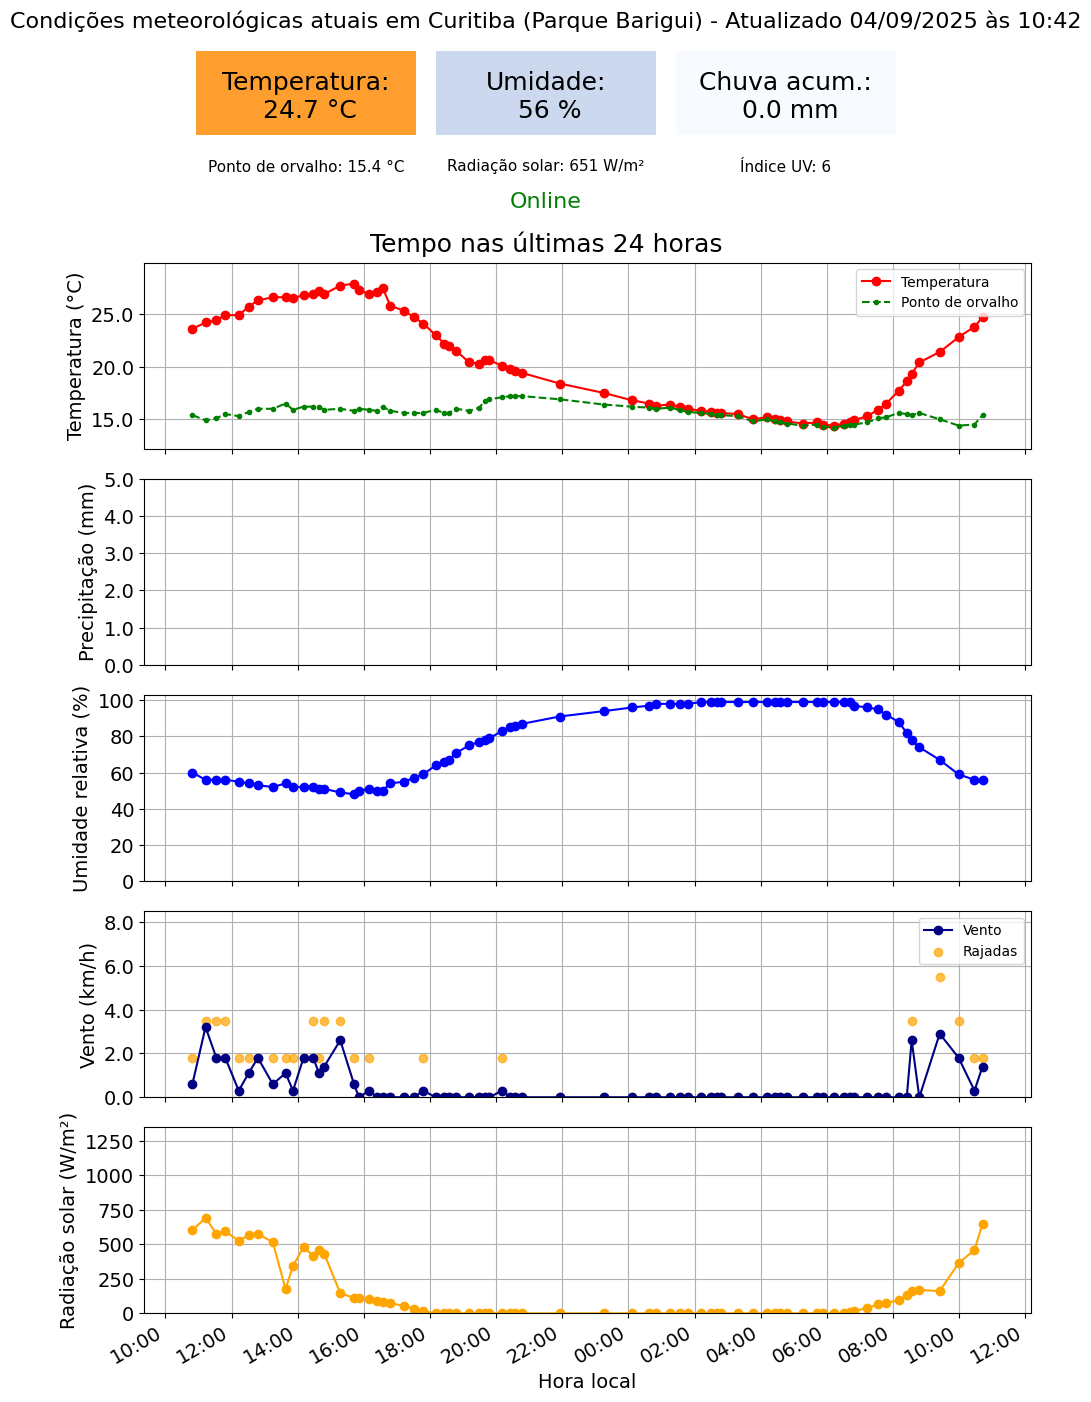 Condições meteorológicas atuais em Curitiba (Parque Barigui) - Atualizado 04/09/2025 às 10:42
Temperatura:
24.7 °C
Umidade:
56 %
Chuva acum.:
0.0 mm
Ponto de orvalho: 15.4 °C
Radiação solar: 651 W/m²
Índice UV: 6
Online
Tempo nas últimas 24 horas
Temperatura (°C)
25.0
20.0
15.0
Temperatura
Ponto de orvalho
Precipitação (mm)
5.0
4.0
3.0
2.0
1.0
0.0
Umidade relativa (%)
100
80
60
40
20
0
Vento (km/h)
8.0
6.0
4.0
2.0
0.0
Vento
Rajadas
Radiação solar (W/m²)
1250
1000
750
500
250
0
10:00
12:00
14:00
16:00
18:00
20:00
22:00
00:00
02:00
04:00
06:00
08:00
10:00
12:00
Hora local